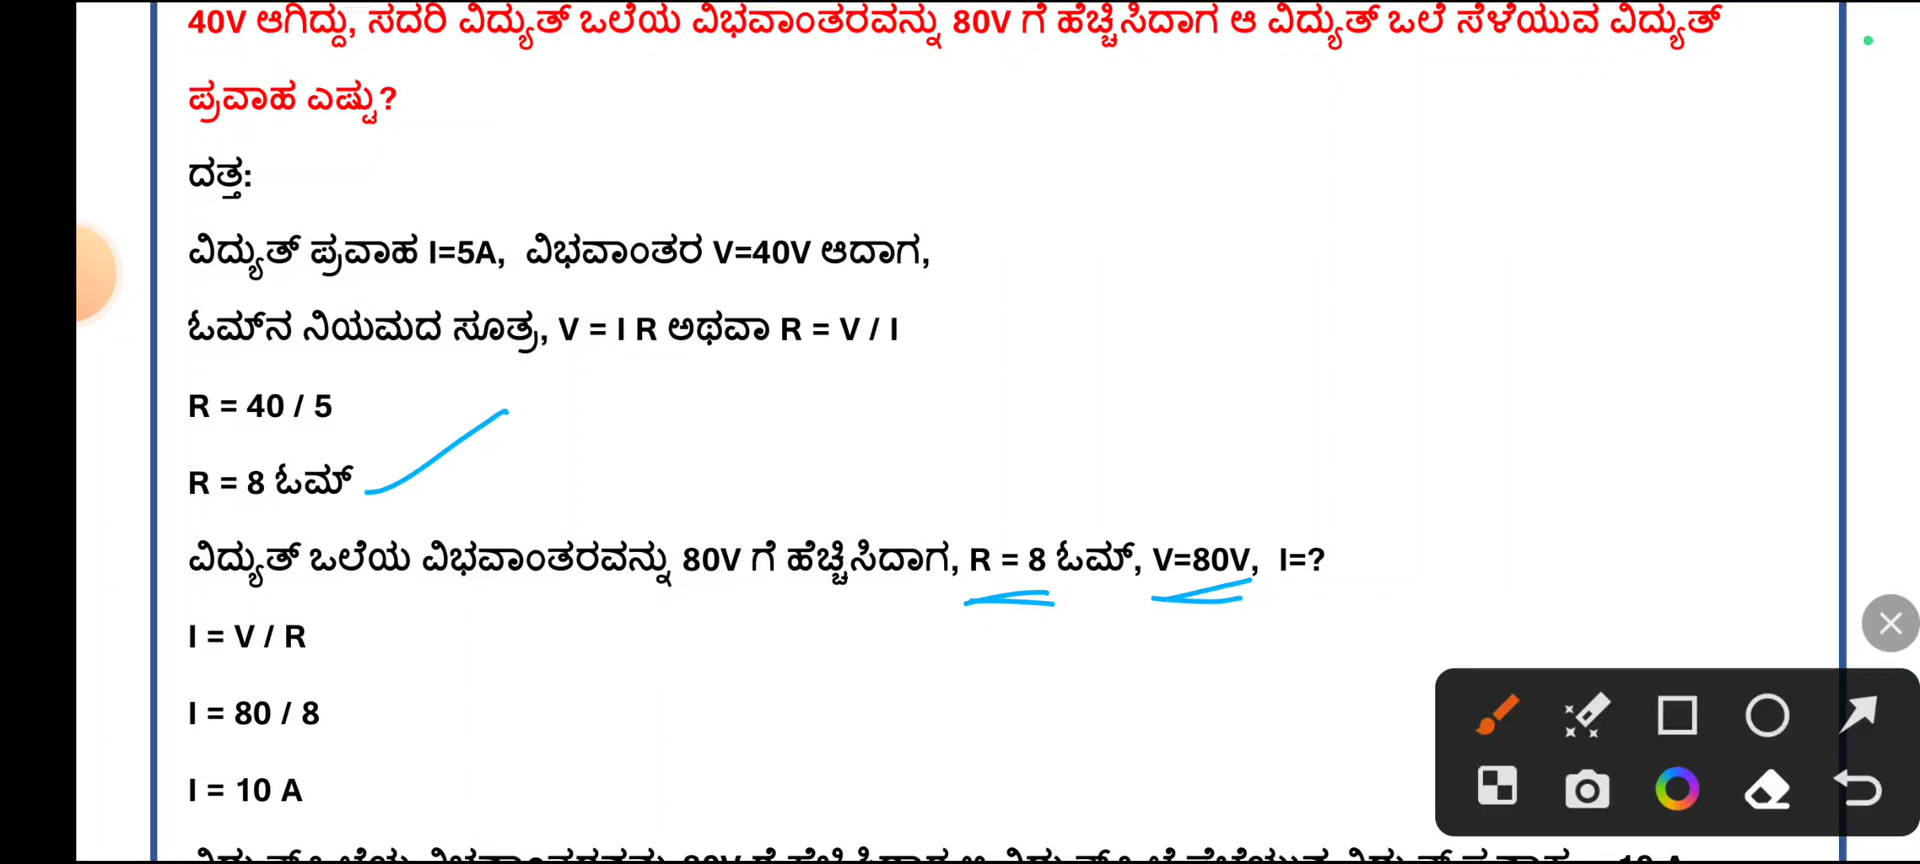 40V ಆಗಿದ್ದು, ಸದರಿ ವಿದ್ಯುತ್ ಒಲೆಯ ವಿಭವಾಂತರವನ್ನು 80V ಗೆ ಹೆಚ್ಚಿಸಿದಾಗ ಆ ವಿದ್ಯುತ್ ಒಲೆ ಸೆಳೆಯುವ ವಿದ್ಯುತ್
ಪ್ರವಾಹ ಎಷ್ಟು?
ದತ್ತ:
ವಿದ್ಯುತ್ ಪ್ರವಾಹ I=5A, ವಿಭವಾಂತರ V=40V ಆದಾಗ,
ಓಮ್‌ನ ನಿಯಮದ ಸೂತ್ರ, V = I R ಅಥವಾ R = V / I
R = 40 / 5
R = 8 ಓಮ್
ವಿದ್ಯುತ್ ಒಲೆಯ ವಿಭವಾಂತರವನ್ನು 80V ಗೆ ಹೆಚ್ಚಿಸಿದಾಗ, R = 8 ಓಮ್, V=80V, I=?
I = V / R
I = 80 / 8
I = 10 A